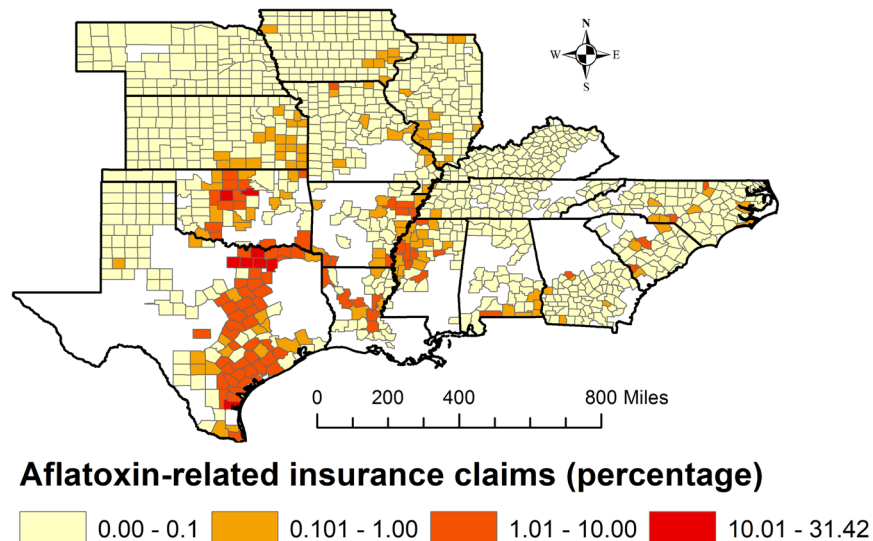 N
W E
S
0 200 400 800 Miles
Aflatoxin-related insurance claims (percentage)
0.00 - 0.1 0.101 - 1.00 1.01 - 10.00 10.01 - 31.42